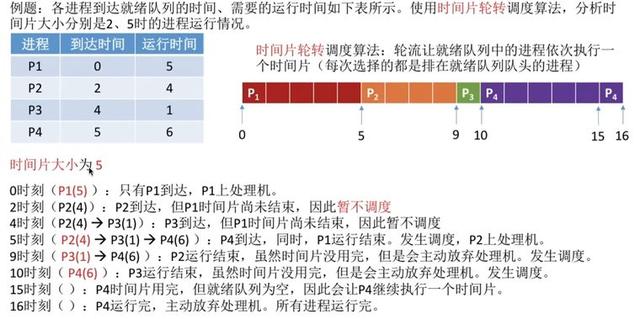 例题：各进程到达就绪队列的时间、需要的运行时间如下表所示。使用时间片轮转调度算法，分析时
间片大小分别是2、5时的进程运行情况。
进程 到达时间 运行时间
P1 0 5
P2 2 4
P3 4 1
P4 5 6
时间片轮转调度算法：轮流让就绪队列中的进程依次执行一
个时间片（每次选择的都是排在就绪队列队头的进程）
P1 P2 P3 P4 P4
0 5 9 10 15 16
时间片大小为 5
0时刻（P1(5)）：只有P1到达，P1上处理机。
2时刻（P2(4)）：P2到达，但P1时间片尚未结束，因此暂不调度
4时刻（P2(4) → P3(1)）：P3到达，但P1时间片尚未结束，因此暂不调度
5时刻（P2(4) → P3(1) → P4(6)）：P4到达，同时，P1运行结束。发生调度，P2上处理机。
9时刻（P3(1) → P4(6)）：P2运行结束，虽然时间片没用完，但是会主动放弃处理机。发生调度。
10时刻（P4(6)）：P3运行结束，虽然时间片没用完，但是会主动放弃处理机。发生调度。
15时刻（ ）：P4时间片用完，但就绪队列为空，因此会让P4继续执行一个时间片。
16时刻（ ）：P4运行完，主动放弃处理机。所有进程运行完。